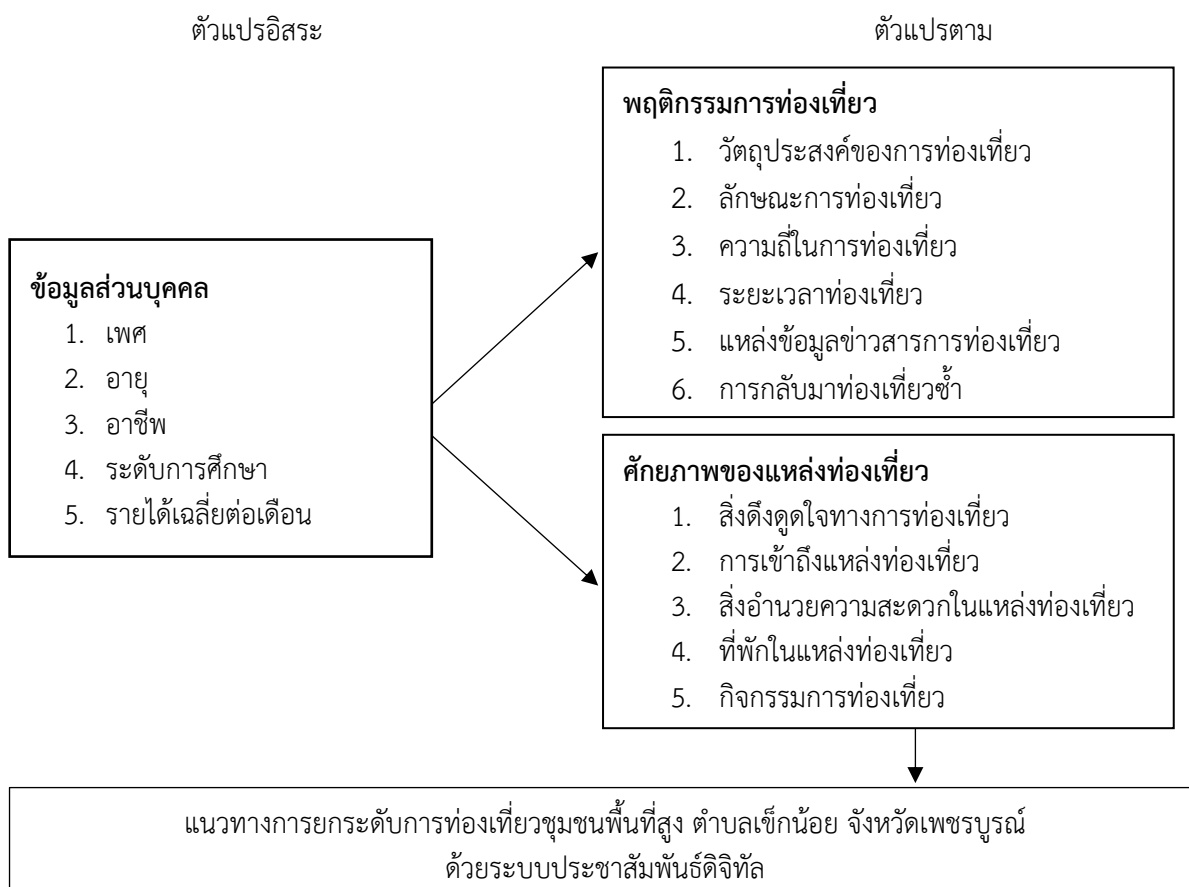 ตัวแปรอิสระ
ตัวแปรตาม
ข้อมูลส่วนบุคคล
1. เพศ
2. อายุ
3. อาชีพ
4. ระดับการศึกษา
5. รายได้เฉลี่ยต่อเดือน
พฤติกรรมการท่องเที่ยว
1. วัตถุประสงค์ของการท่องเที่ยว
2. ลักษณะการท่องเที่ยว
3. ความถี่ในการท่องเที่ยว
4. ระยะเวลาท่องเที่ยว
5. แหล่งข้อมูลข่าวสารการท่องเที่ยว
6. การกลับมาท่องเที่ยวซ้ำ
ศักยภาพของแหล่งท่องเที่ยว
1. สิ่งดึงดูดใจทางการท่องเที่ยว
2. การเข้าถึงแหล่งท่องเที่ยว
3. สิ่งอำนวยความสะดวกในแหล่งท่องเที่ยว
4. ที่พักในแหล่งท่องเที่ยว
5. กิจกรรมการท่องเที่ยว
แนวทางการยกระดับการท่องเที่ยวชุมชนพื้นที่สูง ตำบลเข็กน้อย จังหวัดเพชรบูรณ์
ด้วยระบบประชาสัมพันธ์ดิจิทัล